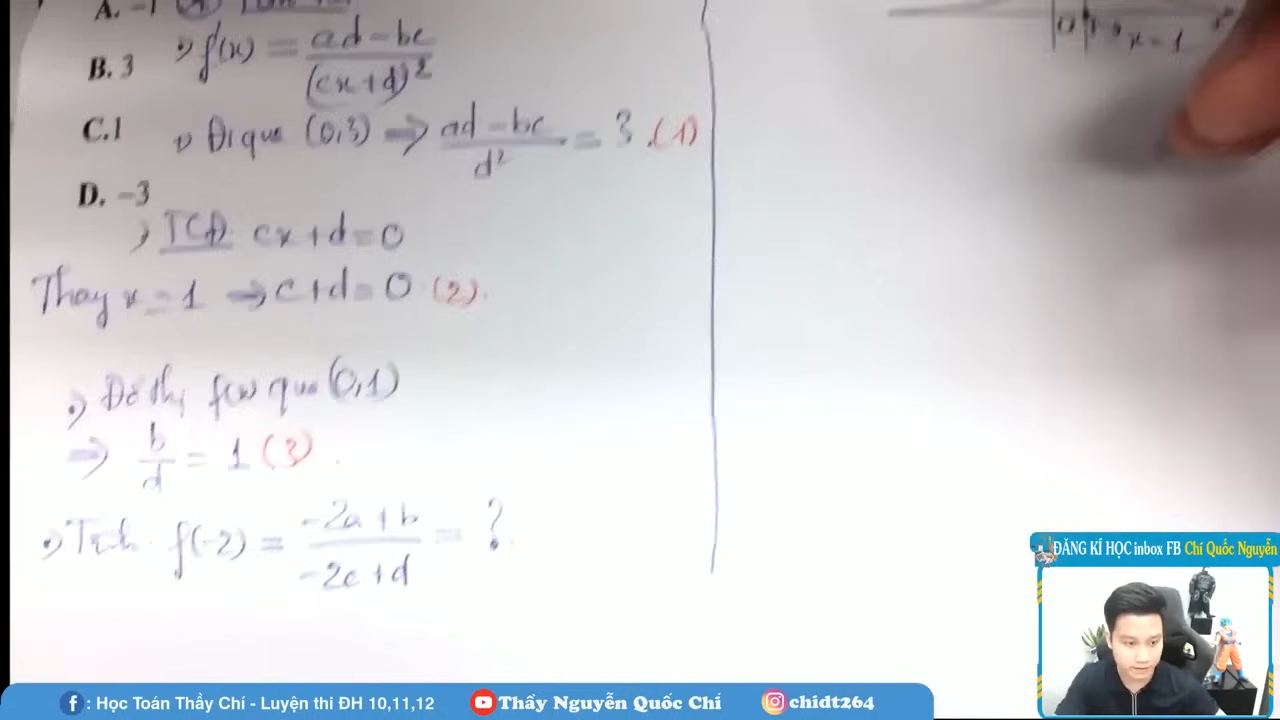 A. -1
B. 3 f'(x) = ad-bc / (cx+d)²
C.1 Đi qua (0,3) ⇒ ad-bc / d² = 3 (1)
D. -3
TCĐ cx+d=0
Thay x=1 ⇒ c+d=0 (2).
Đồ thị f(x) qua (0,1)
⇒ b/d = 1 (3).
Tính f(-2) = -2a+b / -2c+d = ?
x=1
ĐĂNG KÍ HỌC inbox FB Chí Quốc Nguyễn
: Học Toán Thầy Chí - Luyện thi ĐH 10,11,12
Thầy Nguyễn Quốc Chí
chidt264